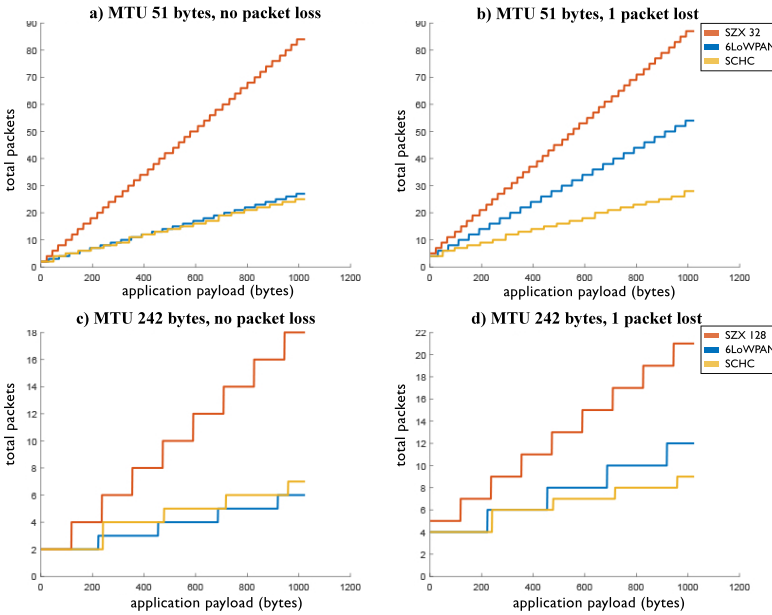 a) MTU 51 bytes, no packet loss
total packets
90
80
70
60
50
40
30
20
10
0
0 200 400 600 800 1000 1200
application payload (bytes)
b) MTU 51 bytes, 1 packet lost
SZX 32
6LoWPAN
SCHC
total packets
90
80
70
60
50
40
30
20
10
0
0 200 400 600 800 1000 1200
application payload (bytes)
c) MTU 242 bytes, no packet loss
total packets
18
16
14
12
10
8
6
4
2
0
0 200 400 600 800 1000 1200
application payload (bytes)
d) MTU 242 bytes, 1 packet lost
SZX 128
6LoWPAN
SCHC
total packets
22
20
18
16
14
12
10
8
6
4
2
0
0 200 400 600 800 1000 1200
application payload (bytes)